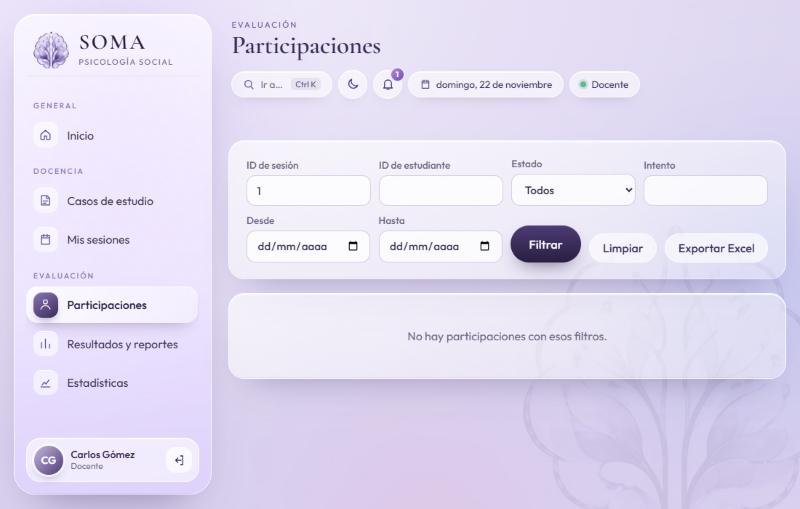 SOMA
PSICOLOGÍA SOCIAL
GENERAL
Inicio
DOCENCIA
Casos de estudio
Mis sesiones
EVALUACIÓN
Participaciones
Resultados y reportes
Estadísticas
CG
Carlos Gómez
Docente
EVALUACIÓN
Participaciones
Ir a... Ctrl K
1
domingo, 22 de noviembre
Docente
ID de sesión ID de estudiante Estado Intento
1 Todos
Desde Hasta
dd/mm/aaaa dd/mm/aaaa Filtrar Limpiar Exportar Excel
No hay participaciones con esos filtros.